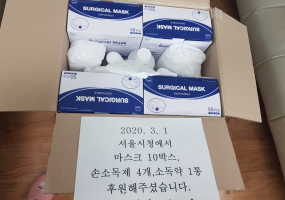 SURGICAL MASK
SURGICAL MASK
SURGICAL MASK
SURGICAL MASK
2020. 3. 1
서울시청에서
마스크 10박스,
손소독제 4개,소독약 1통
후원해주셨습니다.